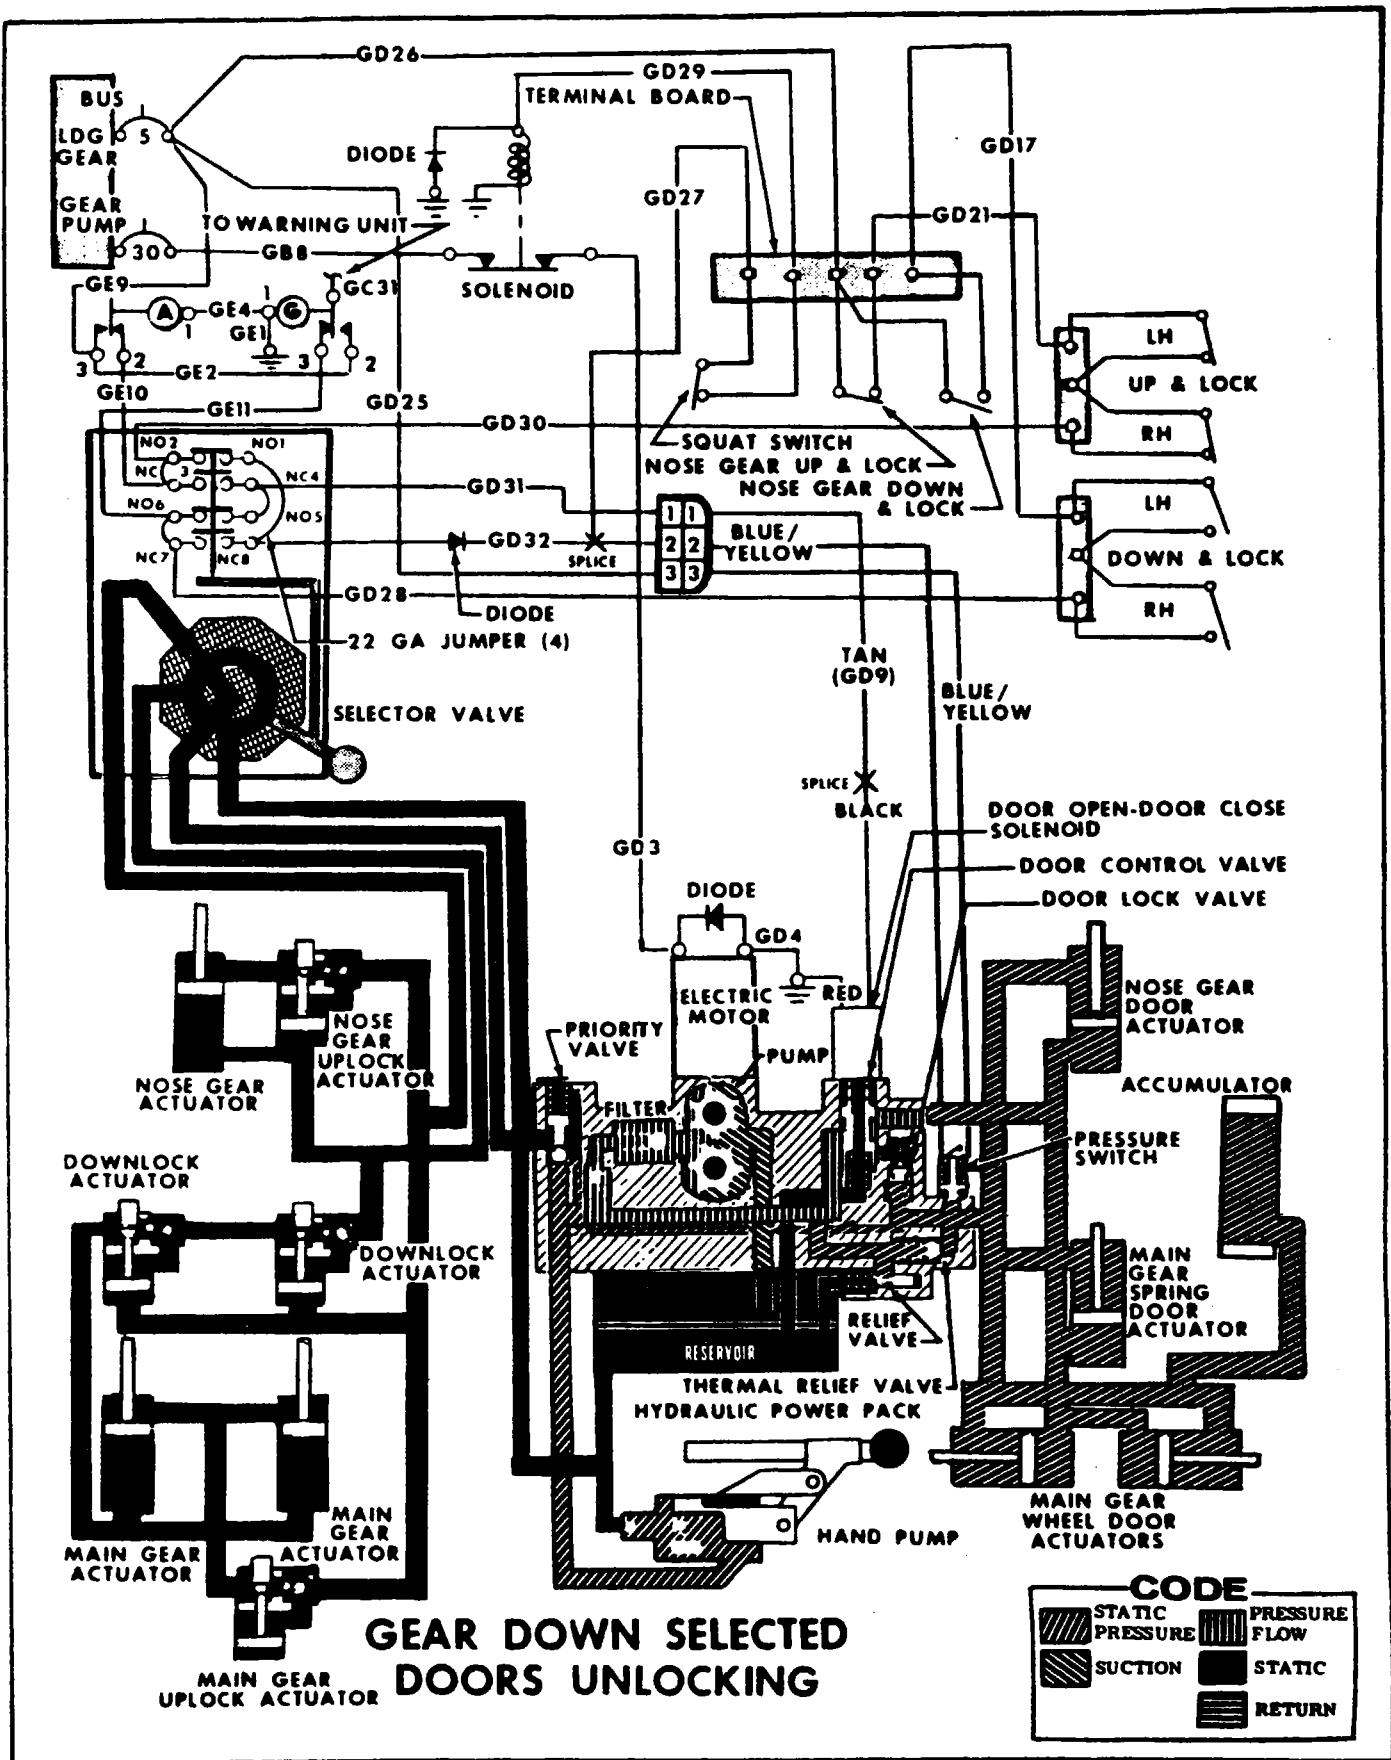 GD26
GD29
BUS
TERMINAL BOARD
LDG
GEAR
5
DIODE
GD17
GD27
GEAR
PUMP
30
TO WARNING UNIT
GB8
GD21
GE9
GC31
SOLENOID
A
1
GE4
1
G
GE1
LH
3
2
GE2
3
2
UP & LOCK
GE10
GE11
GD25
GD30
RH
NO2
NO1
SQUAT SWITCH
NOSE GEAR UP & LOCK
NC
3
NC4
GD31
NOSE GEAR DOWN
& LOCK
LH
NO6
NO5
1
1
BLUE/
YELLOW
NC7
NC8
GD32
SPLICE
2
2
DOWN & LOCK
3
3
GD28
DIODE
RH
22 GA JUMPER (4)
TAN
(GD9)
BLUE/
YELLOW
SELECTOR VALVE
SPLICE
BLACK
DOOR OPEN-DOOR CLOSE
SOLENOID
GD3
DOOR CONTROL VALVE
DIODE
DOOR LOCK VALVE
GD4
ELECTRIC
MOTOR
RED
NOSE GEAR
DOOR
ACTUATOR
NOSE
GEAR
UPLOCK
ACTUATOR
PRIORITY
VALVE
PUMP
NOSE GEAR
ACTUATOR
ACCUMULATOR
FILTER
PRESSURE
SWITCH
DOWNLOCK
ACTUATOR
DOWNLOCK
ACTUATOR
MAIN
GEAR
SPRING
DOOR
ACTUATOR
RELIEF
VALVE
RESERVOIR
THERMAL RELIEF VALVE
HYDRAULIC POWER PACK
MAIN GEAR
WHEEL DOOR
ACTUATORS
HAND PUMP
MAIN
GEAR
ACTUATOR
MAIN GEAR
ACTUATOR
MAIN GEAR
UPLOCK ACTUATOR
GEAR DOWN SELECTED
DOORS UNLOCKING
CODE
STATIC
PRESSURE
PRESSURE
FLOW
SUCTION
STATIC
RETURN